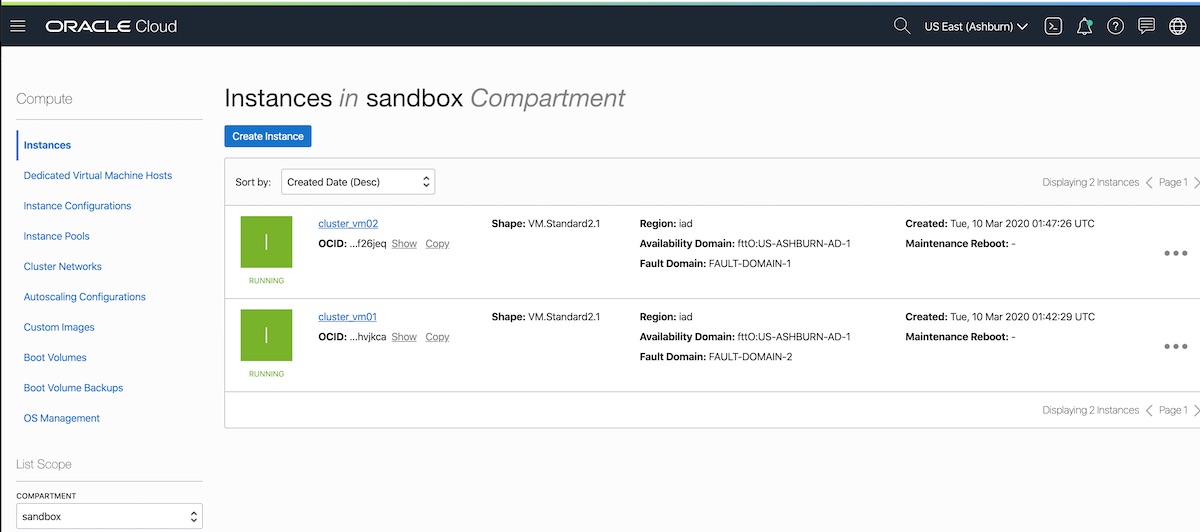 ORACLE Cloud
US East (Ashburn)
Compute
Instances
Dedicated Virtual Machine Hosts
Instance Configurations
Instance Pools
Cluster Networks
Autoscaling Configurations
Custom Images
Boot Volumes
Boot Volume Backups
OS Management
List Scope
COMPARTMENT
sandbox
Instances in sandbox Compartment
Create Instance
Sort by: Created Date (Desc)
Displaying 2 Instances Page 1
I
RUNNING
cluster_vm02
OCID: ...f26jeq Show Copy
Shape: VM.Standard2.1
Region: iad
Availability Domain: fttO:US-ASHBURN-AD-1
Fault Domain: FAULT-DOMAIN-1
Created: Tue, 10 Mar 2020 01:47:26 UTC
Maintenance Reboot: -
I
RUNNING
cluster_vm01
OCID: ...hvjkca Show Copy
Shape: VM.Standard2.1
Region: iad
Availability Domain: fttO:US-ASHBURN-AD-1
Fault Domain: FAULT-DOMAIN-2
Created: Tue, 10 Mar 2020 01:42:29 UTC
Maintenance Reboot: -
Displaying 2 Instances Page 1